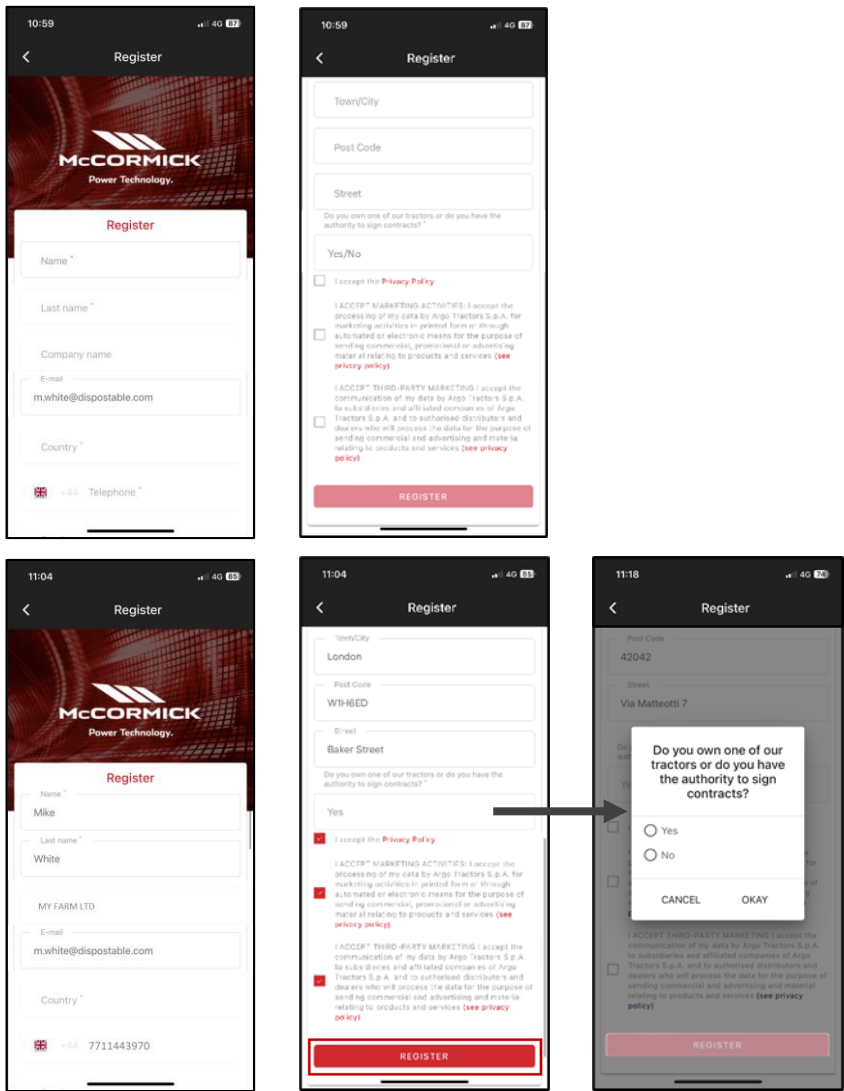 10:59
4G 87
Register
McCORMICK
Power Technology.
Register
Name *
Last name *
Company name
E-mail
m.white@dispostable.com
Country *
+44 Telephone *
10:59
4G 87
Register
Town/City
Post Code
Street
Do you own one of our tractors or do you have the
authority to sign contracts? *
Yes/No
I accept the Privacy Policy
I ACCEPT MARKETING ACTIVITIES: I accept the
processing of my data by Argo Tractors S.p.A. for
marketing activities in printed form or through
automated or electronic means for the purpose of
sending commercial, promotional or advertising
material relating to products and services (see
privacy policy)
I ACCEPT THIRD-PARTY MARKETING I accept the
communication of my data by Argo Tractors S.p.A.
to subsidiaries and affiliated companies of Argo
Tractors S.p.A. and to authorised distributors and
dealers who will process the data for the purpose of
sending commercial and advertising and materia
relating to products and services (see privacy
policy)
REGISTER
11:04
4G 85
Register
McCORMICK
Power Technology.
Register
Name *
Mike
Last name *
White
MY FARM LTD
E-mail
m.white@dispostable.com
Country *
+44 7711443970
11:04
4G 85
Register
Town/City
London
Post Code
W1H6ED
Street
Baker Street
Do you own one of our tractors or do you have the
authority to sign contracts? *
Yes
I accept the Privacy Policy
I ACCEPT MARKETING ACTIVITIES: I accept the
processing of my data by Argo Tractors S.p.A. for
marketing activities in printed form or through
automated or electronic means for the purpose of
sending commercial, promotional or advertising
material relating to products and services (see
privacy policy)
I ACCEPT THIRD-PARTY MARKETING I accept the
communication of my data by Argo Tractors S.p.A.
to subsidiaries and affiliated companies of Argo
Tractors S.p.A. and to authorised distributors and
dealers who will process the data for the purpose of
sending commercial and advertising and materia
relating to products and services (see privacy
policy)
REGISTER
11:18
4G 74
Register
Post Code
42042
Street
Via Matteotti 7
Do you own one of our
tractors or do you have
the authority to sign
contracts?
Yes
No
CANCEL
OKAY
I ACCEPT THIRD-PARTY MARKETING I accept the
communication of my data by Argo Tractors S.p.A.
to subsidiaries and affiliated companies of Argo
Tractors S.p.A. and to authorised distributors and
dealers who will process the data for the purpose of
sending commercial and advertising and materia
relating to products and services (see privacy
policy)
REGISTER